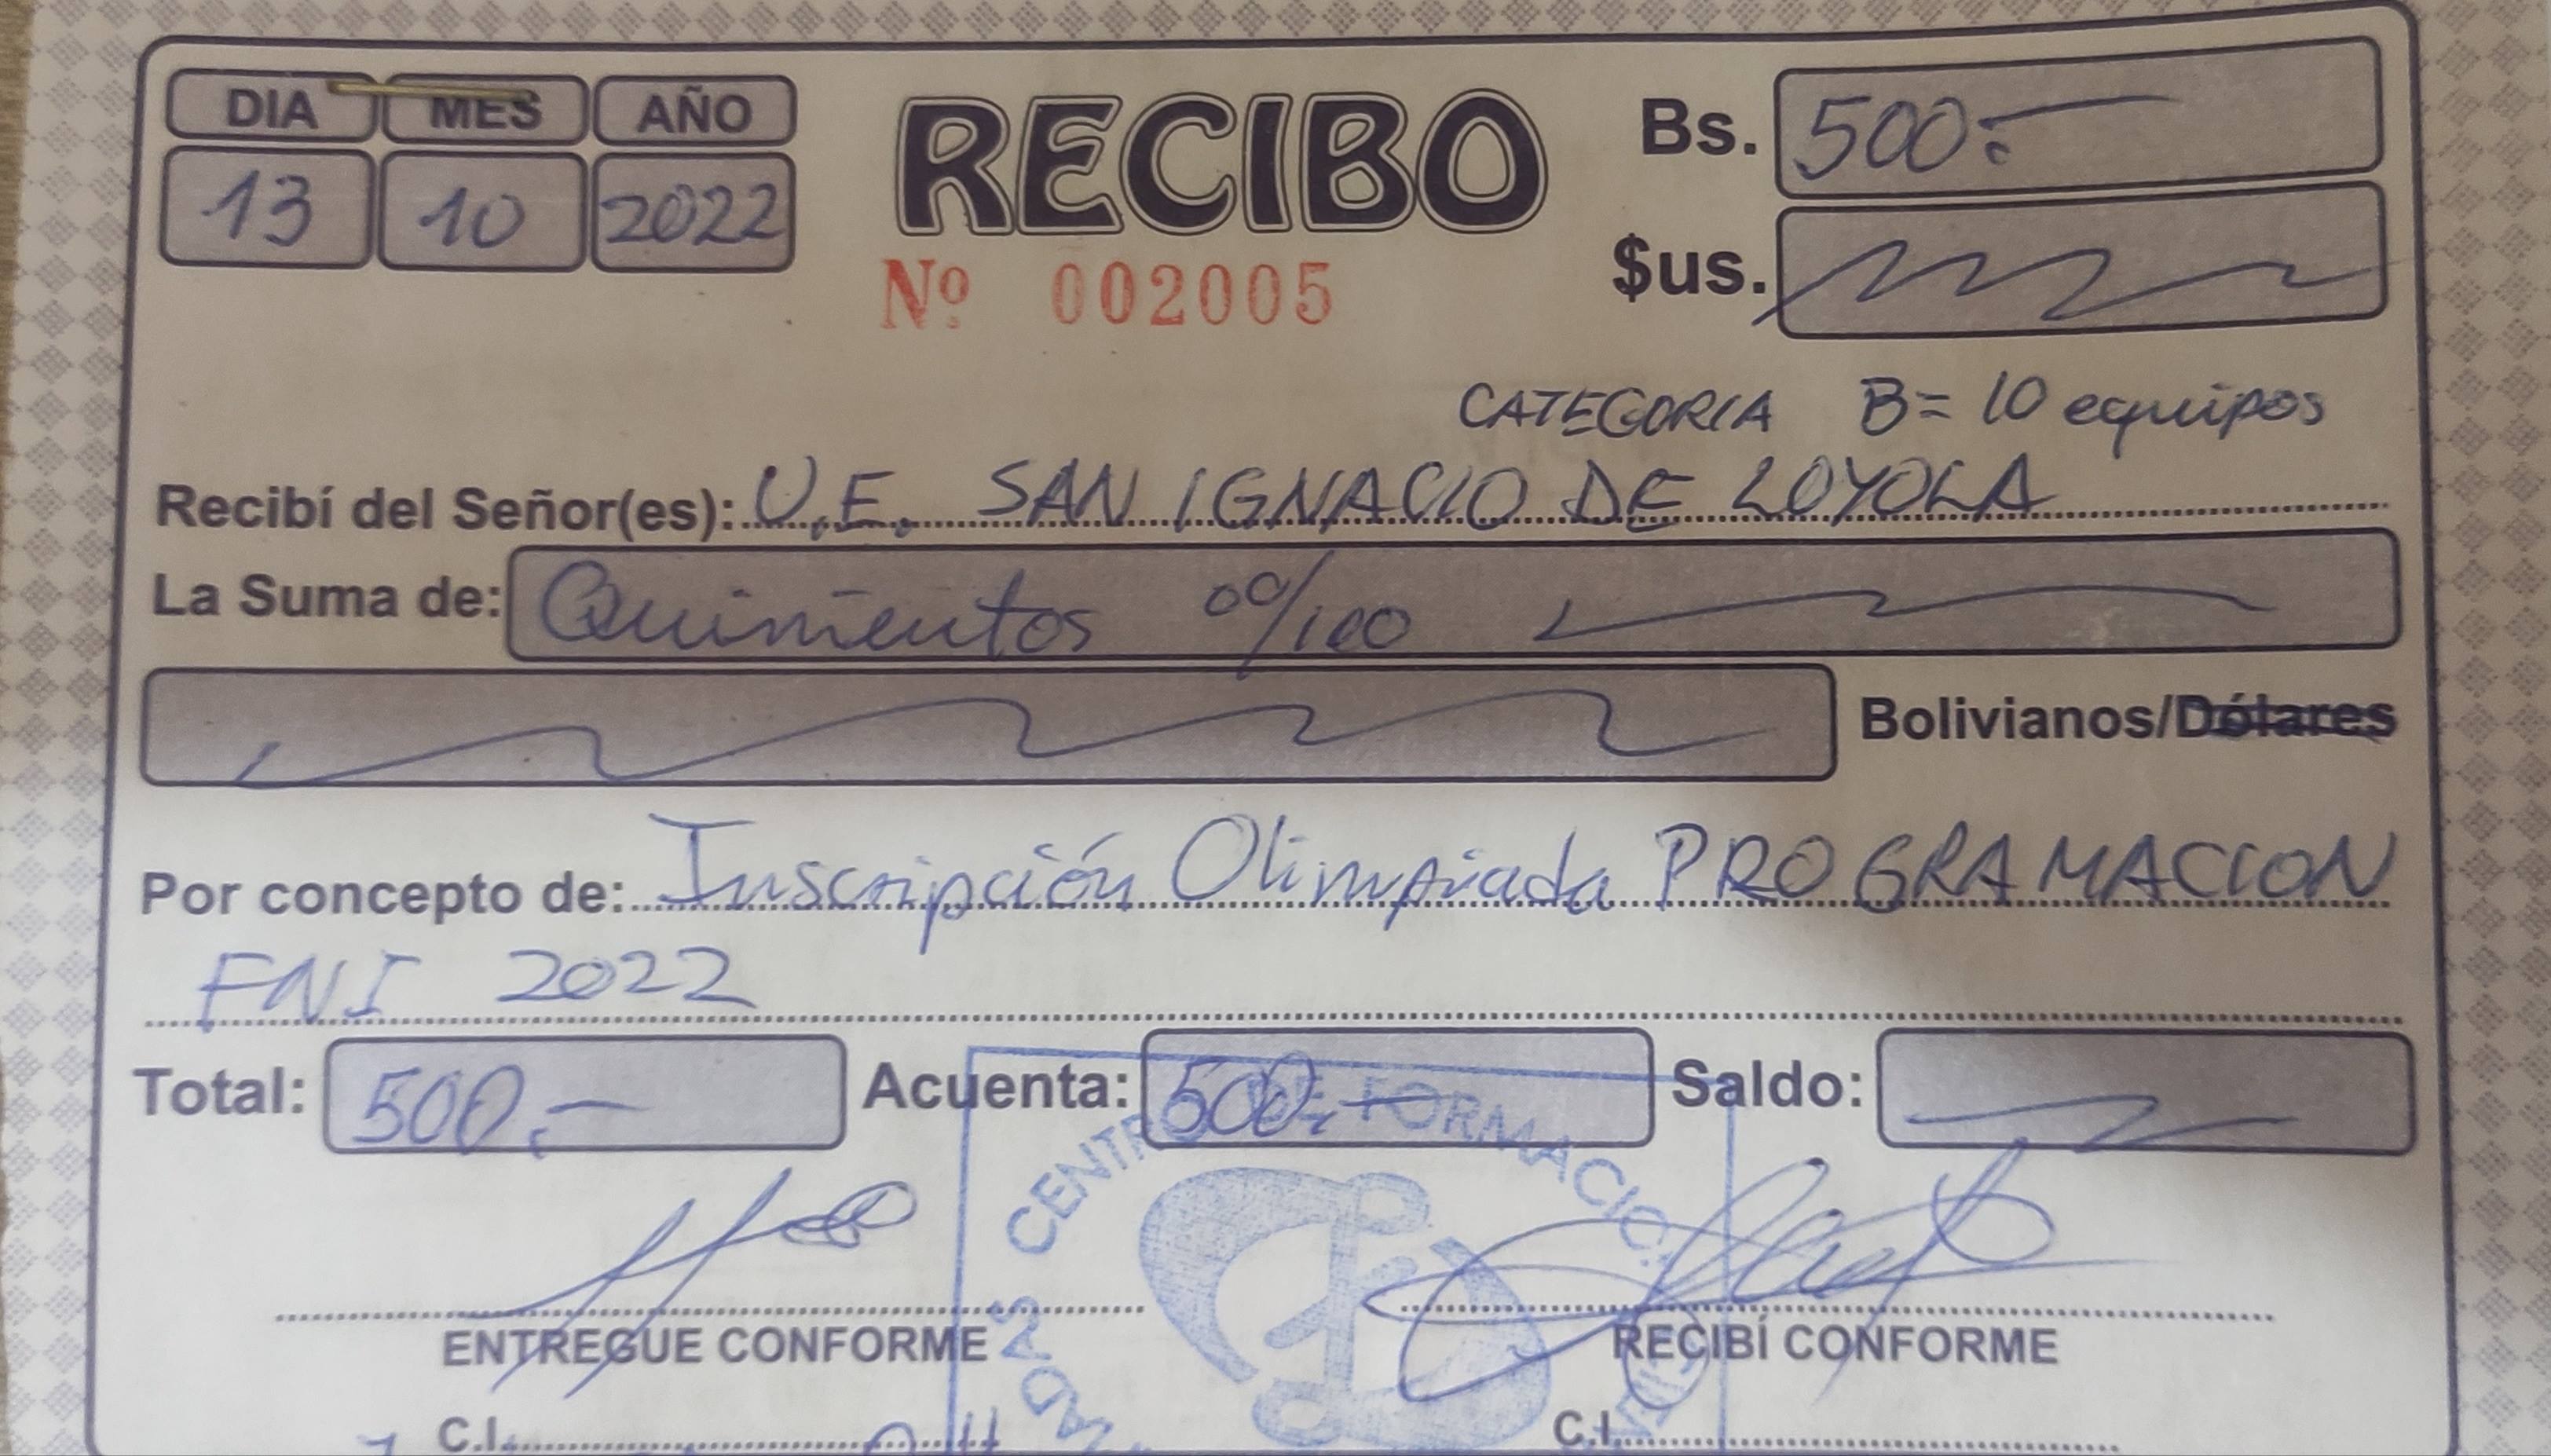 DIA MES AÑO
13 10 2022
RECIBO
Nº 002005
Bs. 500.-
$us.
CATEGORIA B= 10 equipos
Recibí del Señor(es): U.E. SAN IGNACIO DE LOYOLA
La Suma de: Quinientos 00/100
Bolivianos/Dólares
Por concepto de: Inscripción Olimpiada PROGRAMACION
FNI 2022
Total: 500.- Acuenta: 500.- Saldo:
CENTRO DE FORMACIO
ENTREGUE CONFORME RECIBÍ CONFORME
C.I. C.I.